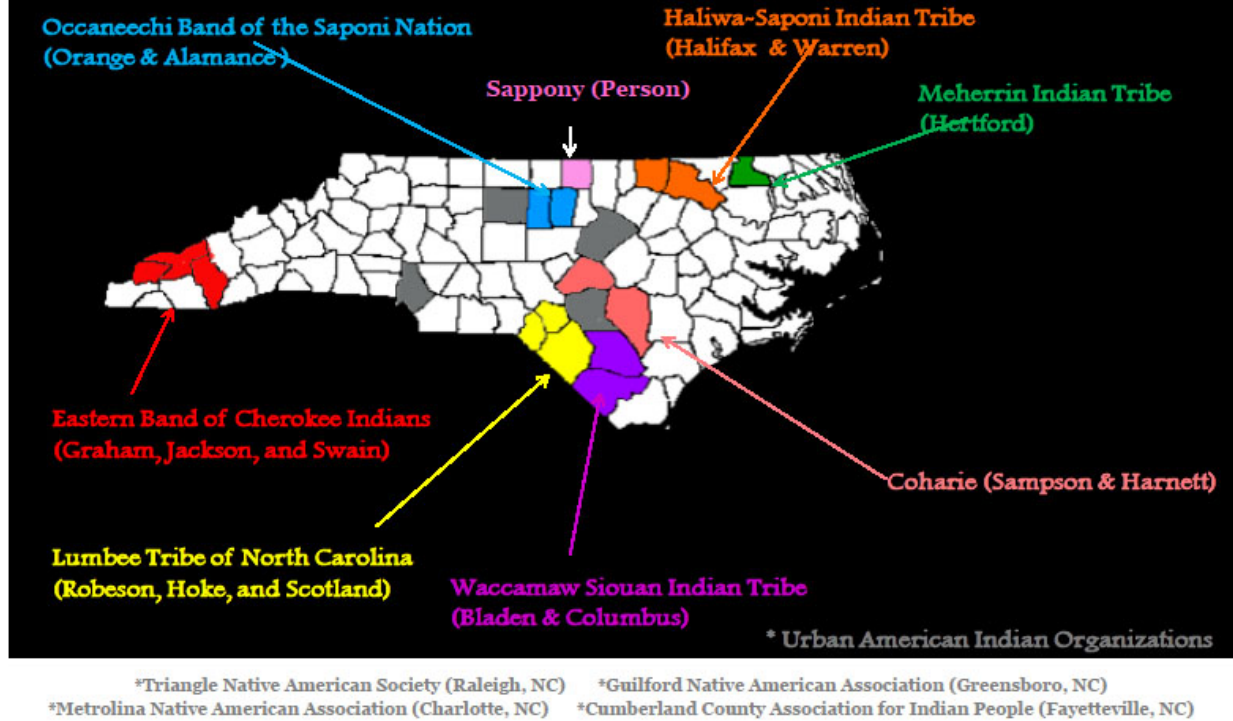 Occaneechi Band of the Saponi Nation
(Orange & Alamance )
Haliwa-Saponi Indian Tribe
(Halifax & Warren)
Sappony (Person)
Meherrin Indian Tribe
(Hertford)
Eastern Band of Cherokee Indians
(Graham, Jackson, and Swain)
Coharie (Sampson & Harnett)
Lumbee Tribe of North Carolina
(Robeson, Hoke, and Scotland)
Waccamaw Siouan Indian Tribe
(Bladen & Columbus)
* Urban American Indian Organizations
*Triangle Native American Society (Raleigh, NC) *Guilford Native American Association (Greensboro, NC)
*Metrolina Native American Association (Charlotte, NC) *Cumberland County Association for Indian People (Fayetteville, NC)